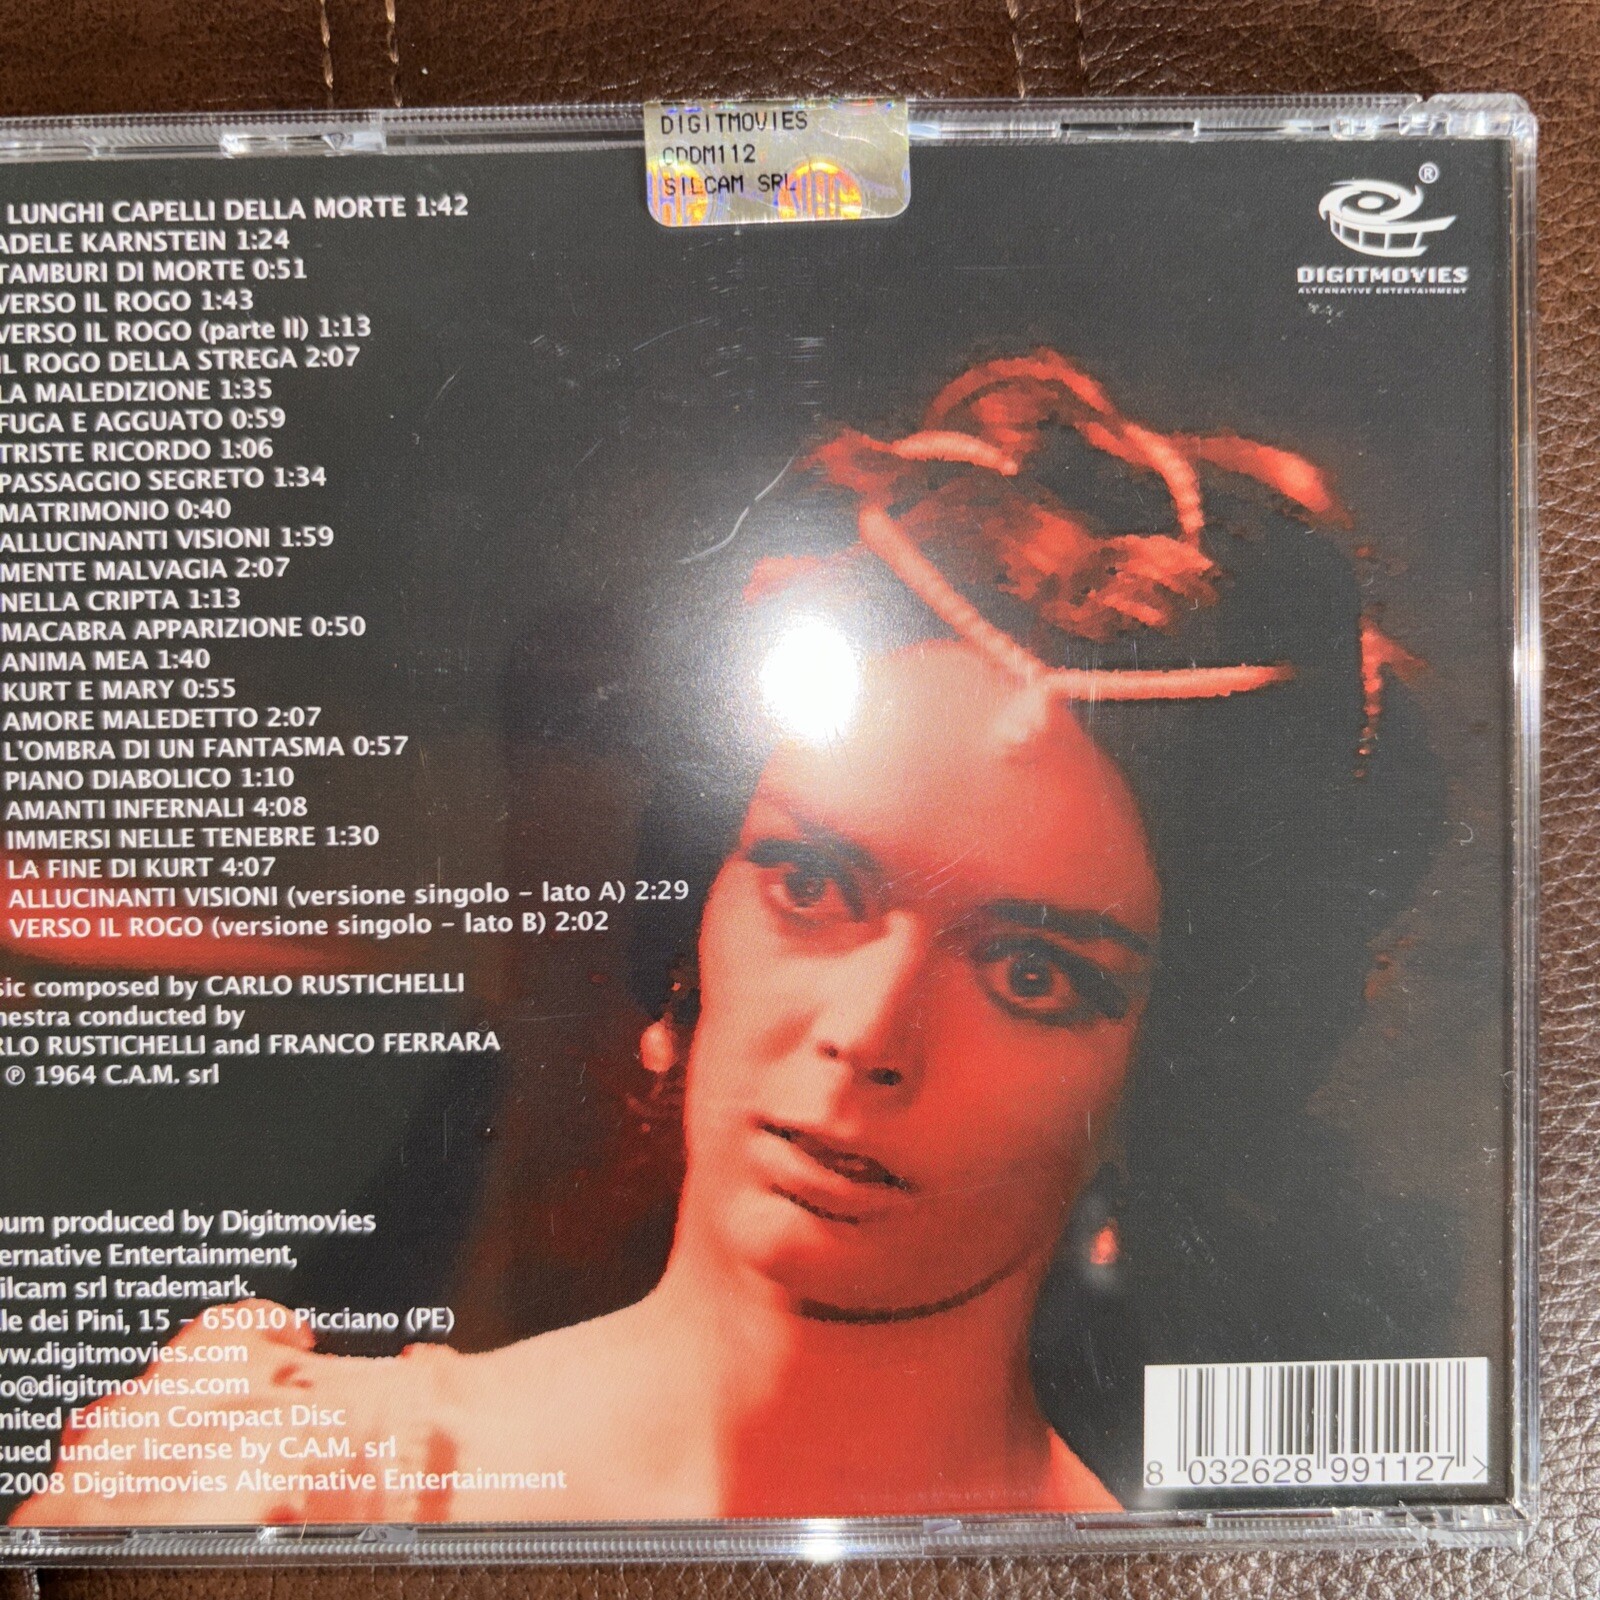 DIGITMOVIES
CDDM112
SILCAM SRL
®
DIGITMOVIES
ALTERNATIVE ENTERTAINMENT
LUNGHI CAPELLI DELLA MORTE 1:42
ADELE KARNSTEIN 1:24
TAMBURI DI MORTE 0:51
VERSO IL ROGO 1:43
VERSO IL ROGO (parte II) 1:13
IL ROGO DELLA STREGA 2:07
LA MALEDIZIONE 1:35
FUGA E AGGUATO 0:59
TRISTE RICORDO 1:06
PASSAGGIO SEGRETO 1:34
MATRIMONIO 0:40
ALLUCINANTI VISIONI 1:59
MENTE MALVAGIA 2:07
NELLA CRIPTA 1:13
MACABRA APPARIZIONE 0:50
ANIMA MEA 1:40
KURT E MARY 0:55
AMORE MALEDETTO 2:07
L'OMBRA DI UN FANTASMA 0:57
PIANO DIABOLICO 1:10
AMANTI INFERNALI 4:08
IMMERSI NELLE TENEBRE 1:30
LA FINE DI KURT 4:07
ALLUCINANTI VISIONI (versione singolo – lato A) 2:29
VERSO IL ROGO (versione singolo – lato B) 2:02
sic composed by CARLO RUSTICHELLI
hestra conducted by
RLO RUSTICHELLI and FRANCO FERRARA
℗ 1964 C.A.M. srl
bum produced by Digitmovies
ernative Entertainment,
ilcam srl trademark.
le dei Pini, 15 – 65010 Picciano (PE)
ww.digitmovies.com
fo@digitmovies.com
mited Edition Compact Disc
sued under license by C.A.M. srl
2008 Digitmovies Alternative Entertainment
8 032628 991127 >